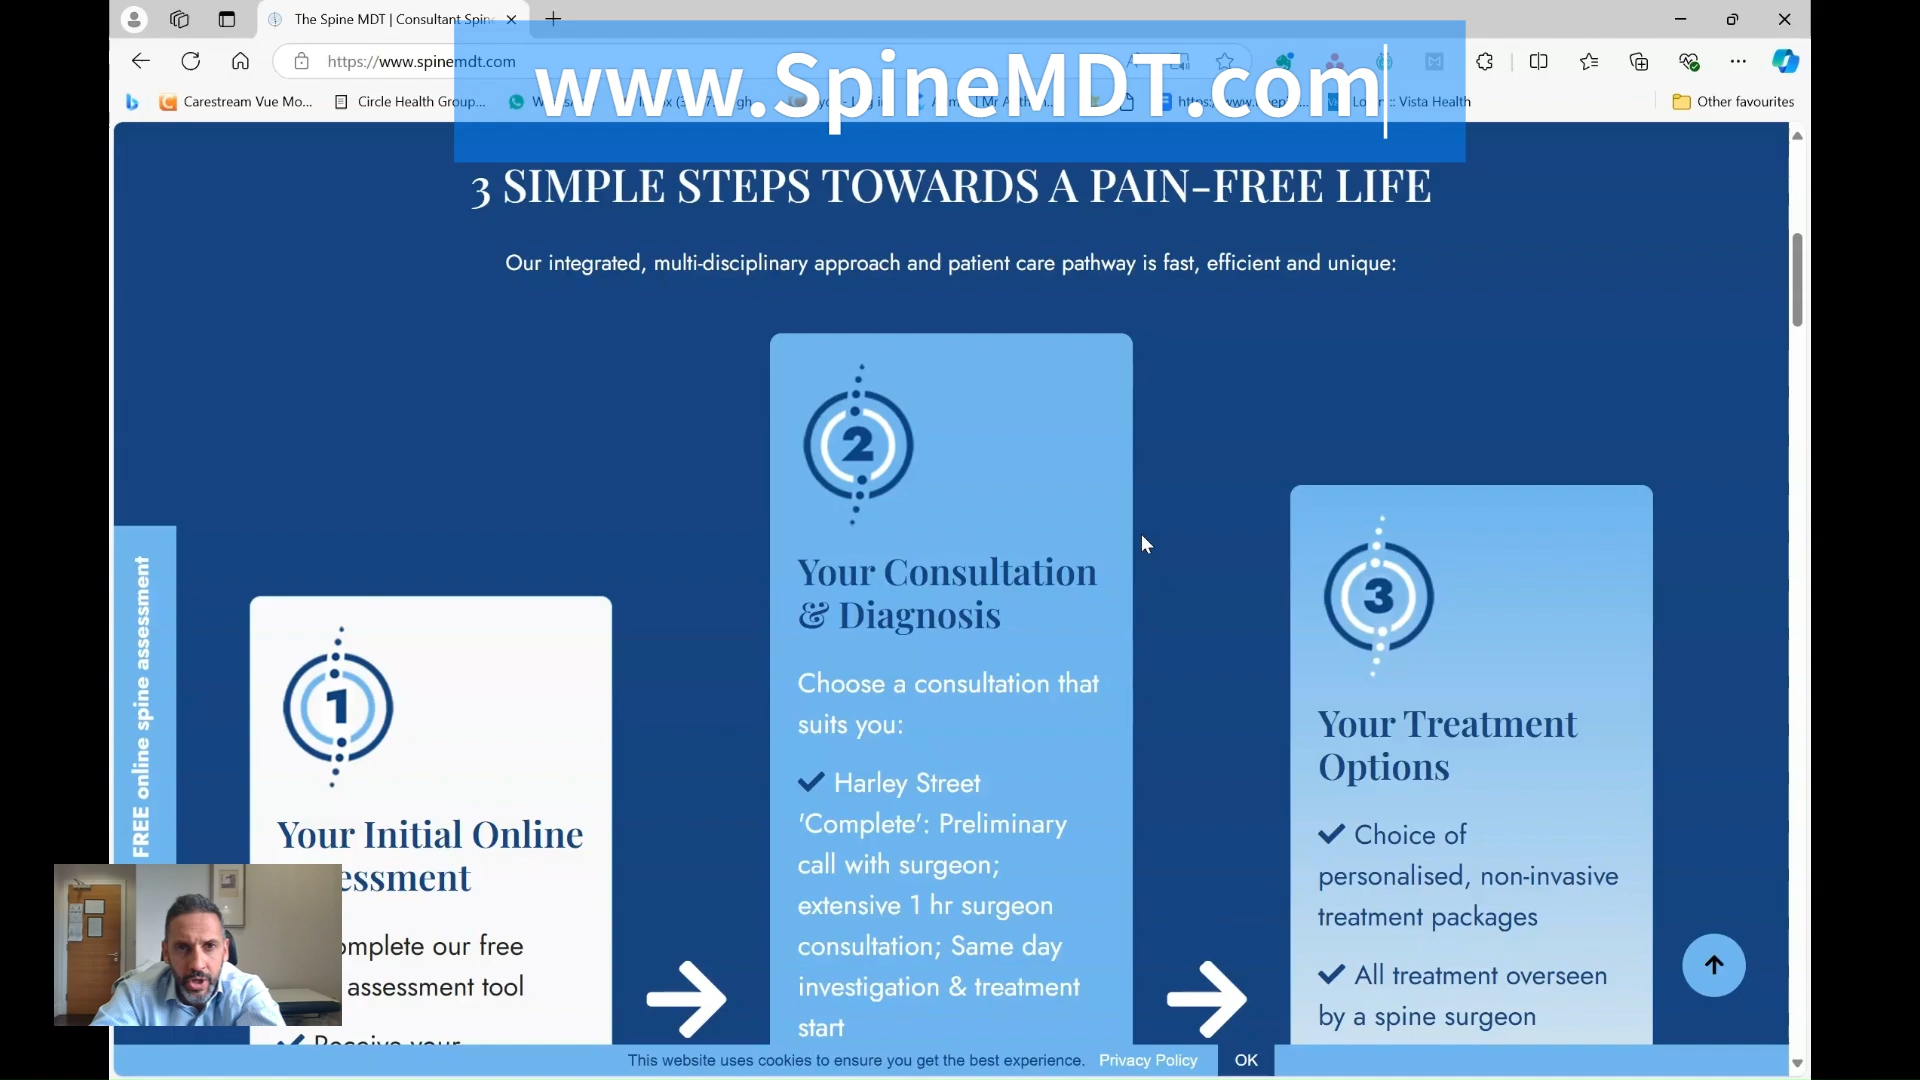 The Spine MDT | Consultant Spin
https://www.spinemdt.com
www.SpineMDT.com
Carestream Vue Mo...
Circle Health Group...
Vista Health
Other favourites
3 SIMPLE STEPS TOWARDS A PAIN-FREE LIFE
Our integrated, multi-disciplinary approach and patient care pathway is fast, efficient and unique:
FREE online spine assessment
1
Your Initial Online
essment
omplete our free
assessment tool
Receive your
2
Your Consultation
& Diagnosis
Choose a consultation that
suits you:
✔ Harley Street
'Complete': Preliminary
call with surgeon;
extensive 1 hr surgeon
consultation; Same day
investigation & treatment
start
3
Your Treatment
Options
✔ Choice of
personalised, non-invasive
treatment packages
✔ All treatment overseen
by a spine surgeon
This website uses cookies to ensure you get the best experience. Privacy Policy OK